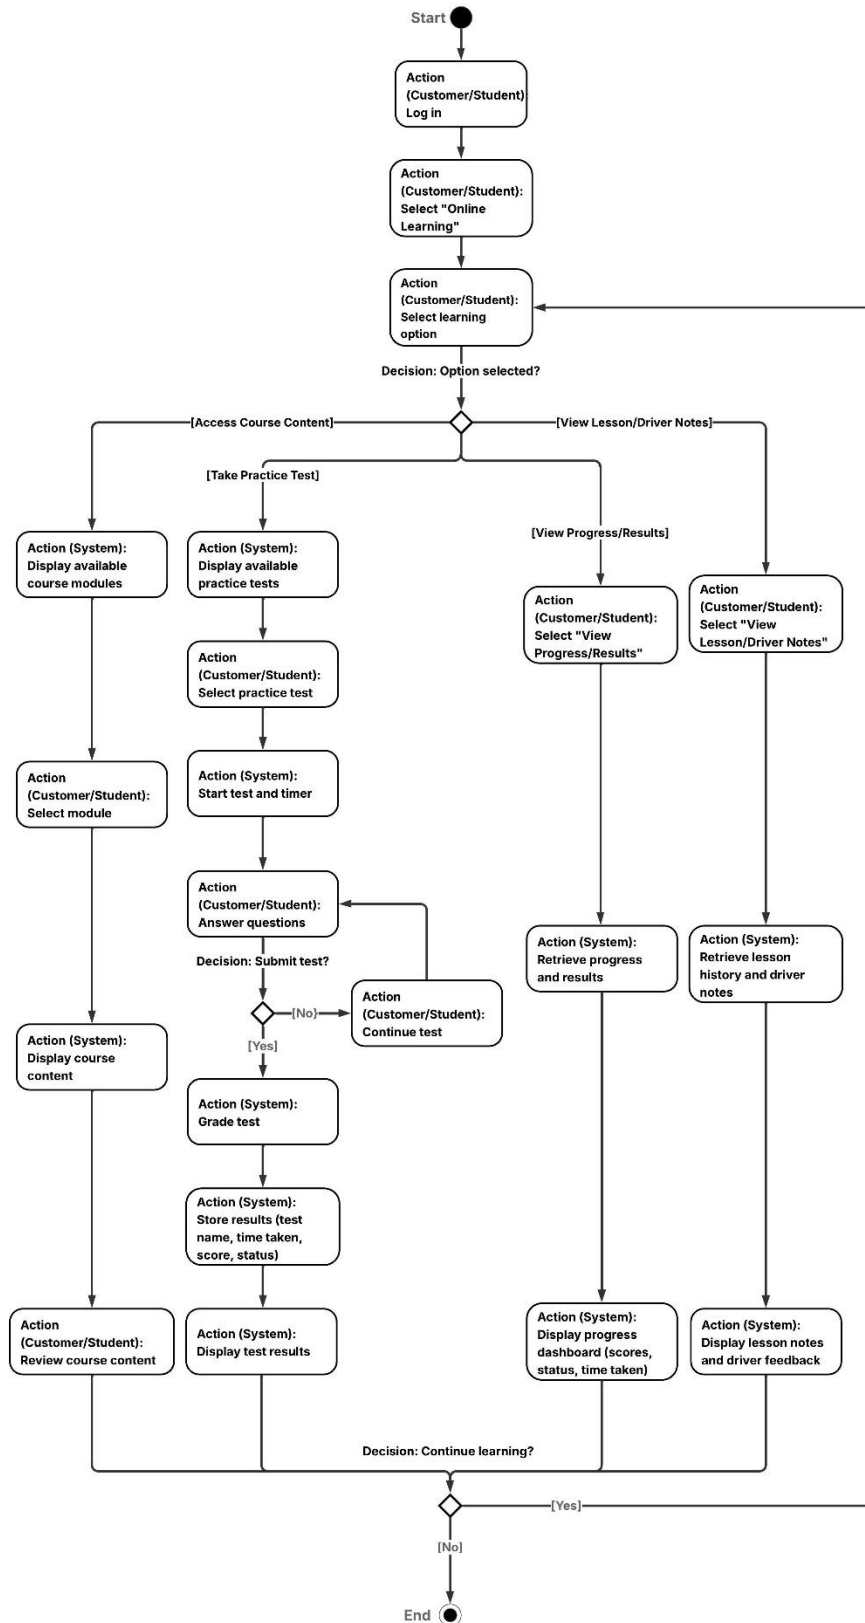 Start
Action
(Customer/Student):
Log in
Action
(Customer/Student):
Select "Online
Learning"
Action
(Customer/Student):
Select learning
option
Decision: Option selected?
[Access Course Content]
[View Lesson/Driver Notes]
[Take Practice Test]
[View Progress/Results]
Action (System):
Display available
course modules
Action (System):
Display available
practice tests
Action
(Customer/Student):
Select "View
Progress/Results"
Action
(Customer/Student):
Select "View
Lesson/Driver Notes"
Action
(Customer/Student):
Select practice test
Action
(Customer/Student):
Select module
Action (System):
Start test and timer
Action
(Customer/Student):
Answer questions
Decision: Submit test?
[No}
Action
(Customer/Student):
Continue test
[Yes]
Action (System):
Retrieve progress
and results
Action (System):
Retrieve lesson
history and driver
notes
Action (System):
Display course
content
Action (System):
Grade test
Action (System):
Store results (test
name, time taken,
score, status)
Action
(Customer/Student):
Review course content
Action (System):
Display test results
Action (System):
Display progress
dashboard (scores,
status, time taken)
Action (System):
Display lesson notes
and driver feedback
Decision: Continue learning?
[Yes]
[No]
End